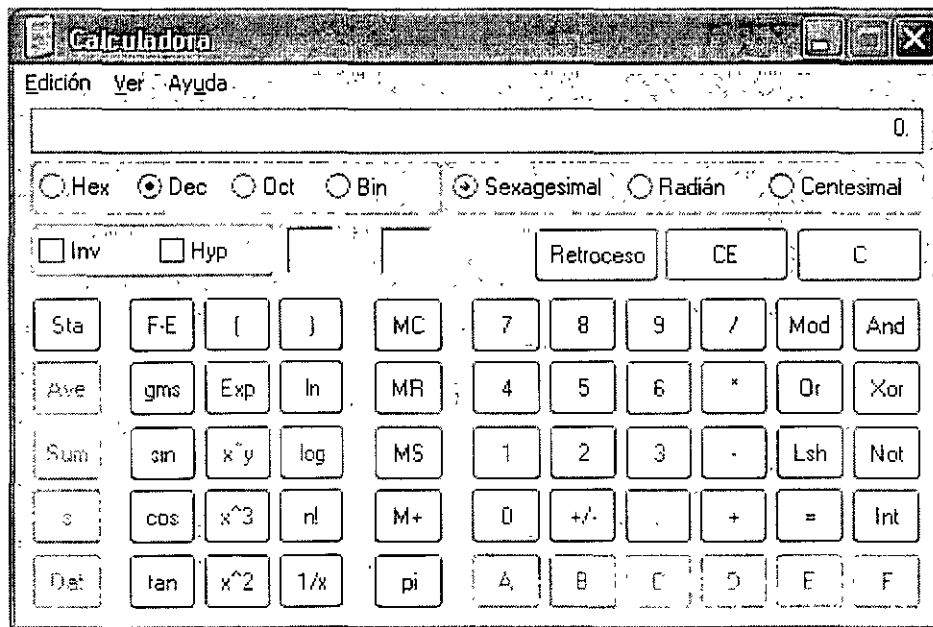 Calculadora
Edición Ver Ayuda
0.
Hex Dec Oct Bin Sexagesimal Radián Centesimal
Inv Hyp Retroceso CE C
Sta F-E ( ) MC 7 8 9 / Mod And
Ave gms Exp ln MR 4 5 6 * Or Xor
Sum sin x^y log MS 1 2 3 - Lsh Not
s cos x^3 n! M+ 0 +/- . + = Int
Dat tan x^2 1/x pi A B C D E F